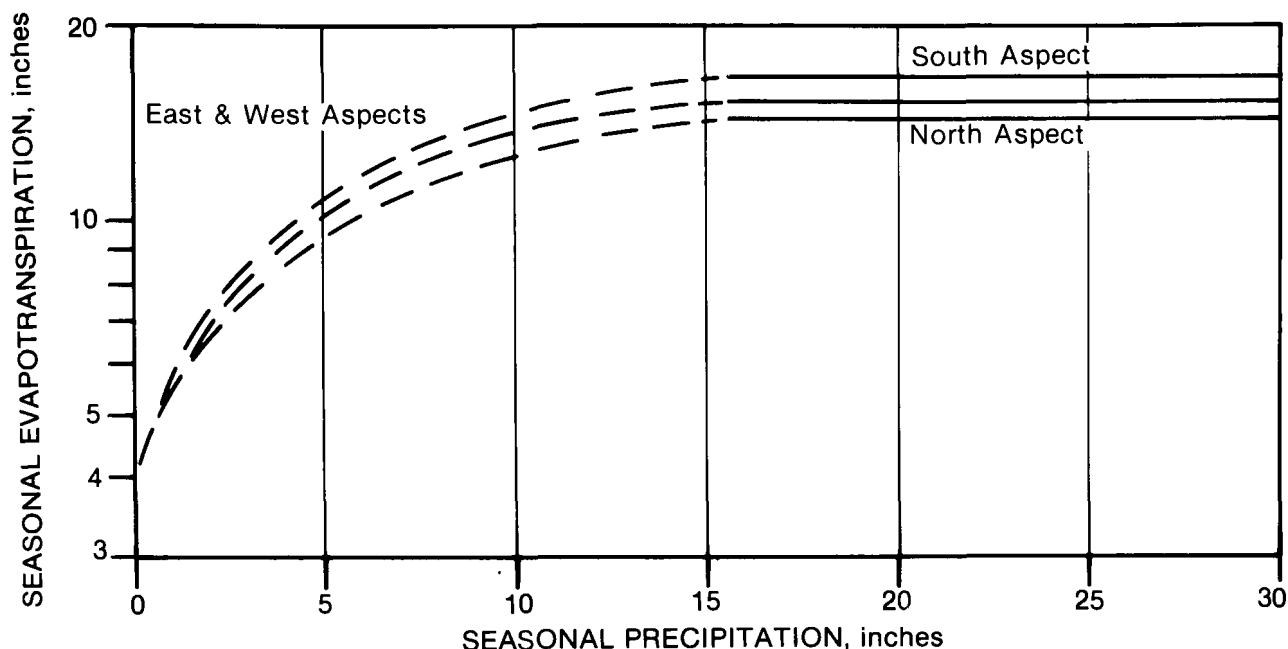 SEASONAL EVAPOTRANSPIRATION, inches
20
10
5
4
3
South Aspect
East & West Aspects
North Aspect
0 5 10 15 20 25 30
SEASONAL PRECIPITATION, inches